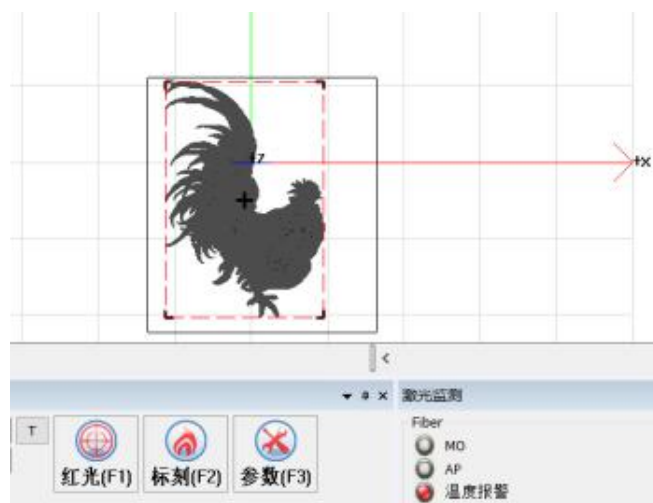 +z
+X
激光监测
T
Fiber
红光(F1)
标刻(F2)
参数(F3)
MO
AP
温度报警